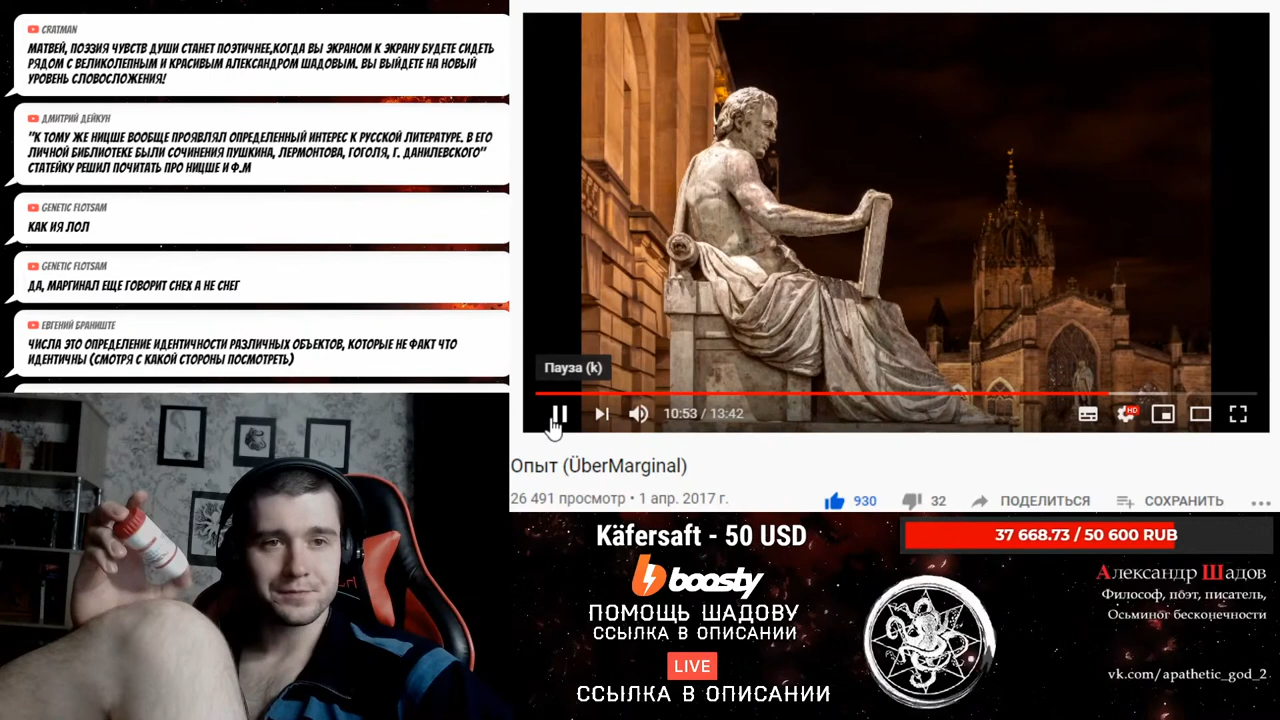 CRATMAN
МАТВЕЙ, ПОЭЗИЯ ЧУВСТВ ДУШИ СТАНЕТ ПОЭТИЧНЕЕ,КОГДА ВЫ ЭКРАНОМ К ЭКРАНУ БУДЕТЕ СИДЕТЬ
РЯДОМ С ВЕЛИКОЛЕПНЫМ И КРАСИВЫМ АЛЕКСАНДРОМ ШАДОВЫМ. ВЫ ВЫЙДЕТЕ НА НОВЫЙ
УРОВЕНЬ СЛОВОСЛОЖЕНИЯ!
ДМИТРИЙ ДЕЙКУН
"К ТОМУ ЖЕ НИЦШЕ ВООБЩЕ ПРОЯВЛЯЛ ОПРЕДЕЛЕННЫЙ ИНТЕРЕС К РУССКОЙ ЛИТЕРАТУРЕ. В ЕГО
ЛИЧНОЙ БИБЛИОТЕКЕ БЫЛИ СОЧИНЕНИЯ ПУШКИНА, ЛЕРМОНТОВА, ГОГОЛЯ, Г. ДАНИЛЕВСКОГО"
СТАТЕЙКУ РЕШИЛ ПОЧИТАТЬ ПРО НИЦШЕ И Ф.М
GENETIC FLOTSAM
КАК ИЯ ЛОЛ
GENETIC FLOTSAM
ДА, МАРГИНАЛ ЕЩЕ ГОВОРИТ СНЕХ А НЕ СНЕГ
ЕВГЕНИЙ БРАНИШТЕ
ЧИСЛА ЭТО ОПРЕДЕЛЕНИЕ ИДЕНТИЧНОСТИ РАЗЛИЧНЫХ ОБЪЕКТОВ, КОТОРЫЕ НЕ ФАКТ ЧТО
ИДЕНТИЧНЫ (СМОТРЯ С КАКОЙ СТОРОНЫ ПОСМОТРЕТЬ)
Пауза (k)
10:53 / 13:42
HD
Опыт (ÜberMarginal)
26 491 просмотр • 1 апр. 2017 г.
930
32
ПОДЕЛИТЬСЯ
СОХРАНИТЬ
Käfersaft - 50 USD
boosty
ПОМОЩЬ ШАДОВУ
ССЫЛКА В ОПИСАНИИ
LIVE
ССЫЛКА В ОПИСАНИИ
37 668.73 / 50 600 RUB
Александр Шадов
Философ, поэт, писатель,
Осьминог бесконечности
vk.com/apathetic_god_2